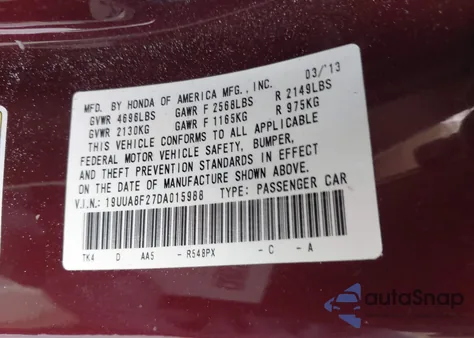 MFD. BY HONDA OF AMERICA MFG., INC. 03/'13
GVWR 4696LBS GAWR F 2568LBS R 2149LBS
GVWR 2130KG GAWR F 1165KG R 975KG
THIS VEHICLE CONFORMS TO ALL APPLICABLE
FEDERAL MOTOR VEHICLE SAFETY, BUMPER,
AND THEFT PREVENTION STANDARDS IN EFFECT
ON THE DATE OF MANUFACTURE SHOWN ABOVE.
V.I.N.: 19UUA8F27DA015988 TYPE: PASSENGER CAR
TK4 D AA5 - R548PX - C - A
autoSnap